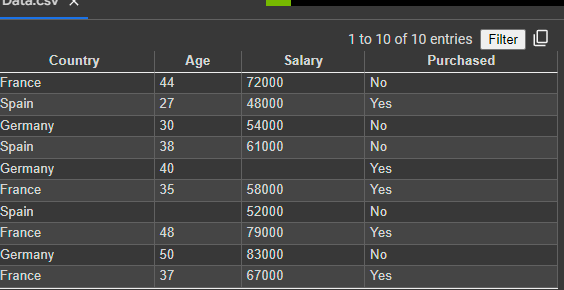 Data.csv X
1 to 10 of 10 entries Filter
Country Age Salary Purchased
France 44 72000 No
Spain 27 48000 Yes
Germany 30 54000 No
Spain 38 61000 No
Germany 40 Yes
France 35 58000 Yes
Spain 52000 No
France 48 79000 Yes
Germany 50 83000 No
France 37 67000 Yes